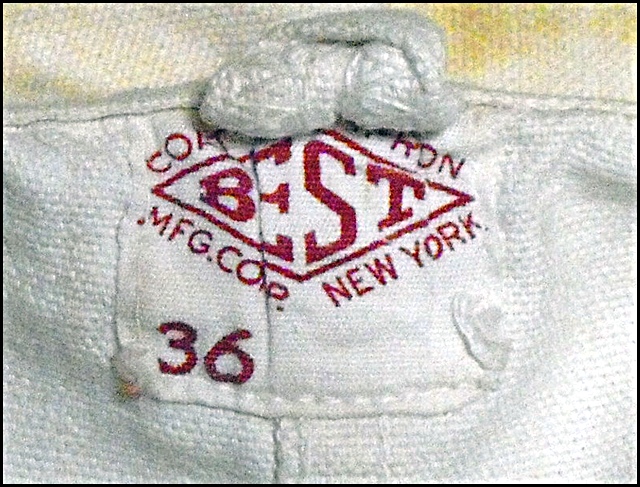 BEST
MFG. CORP.
NEW YORK
36